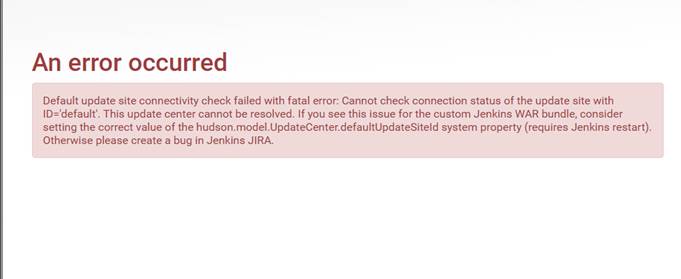 An error occurred
Default update site connectivity check failed with fatal error: Cannot check connection status of the update site with
ID='default'. This update center cannot be resolved. If you see this issue for the custom Jenkins WAR bundle, consider
setting the correct value of the hudson.model.UpdateCenter.defaultUpdateSiteId system property (requires Jenkins restart).
Otherwise please create a bug in Jenkins JIRA.